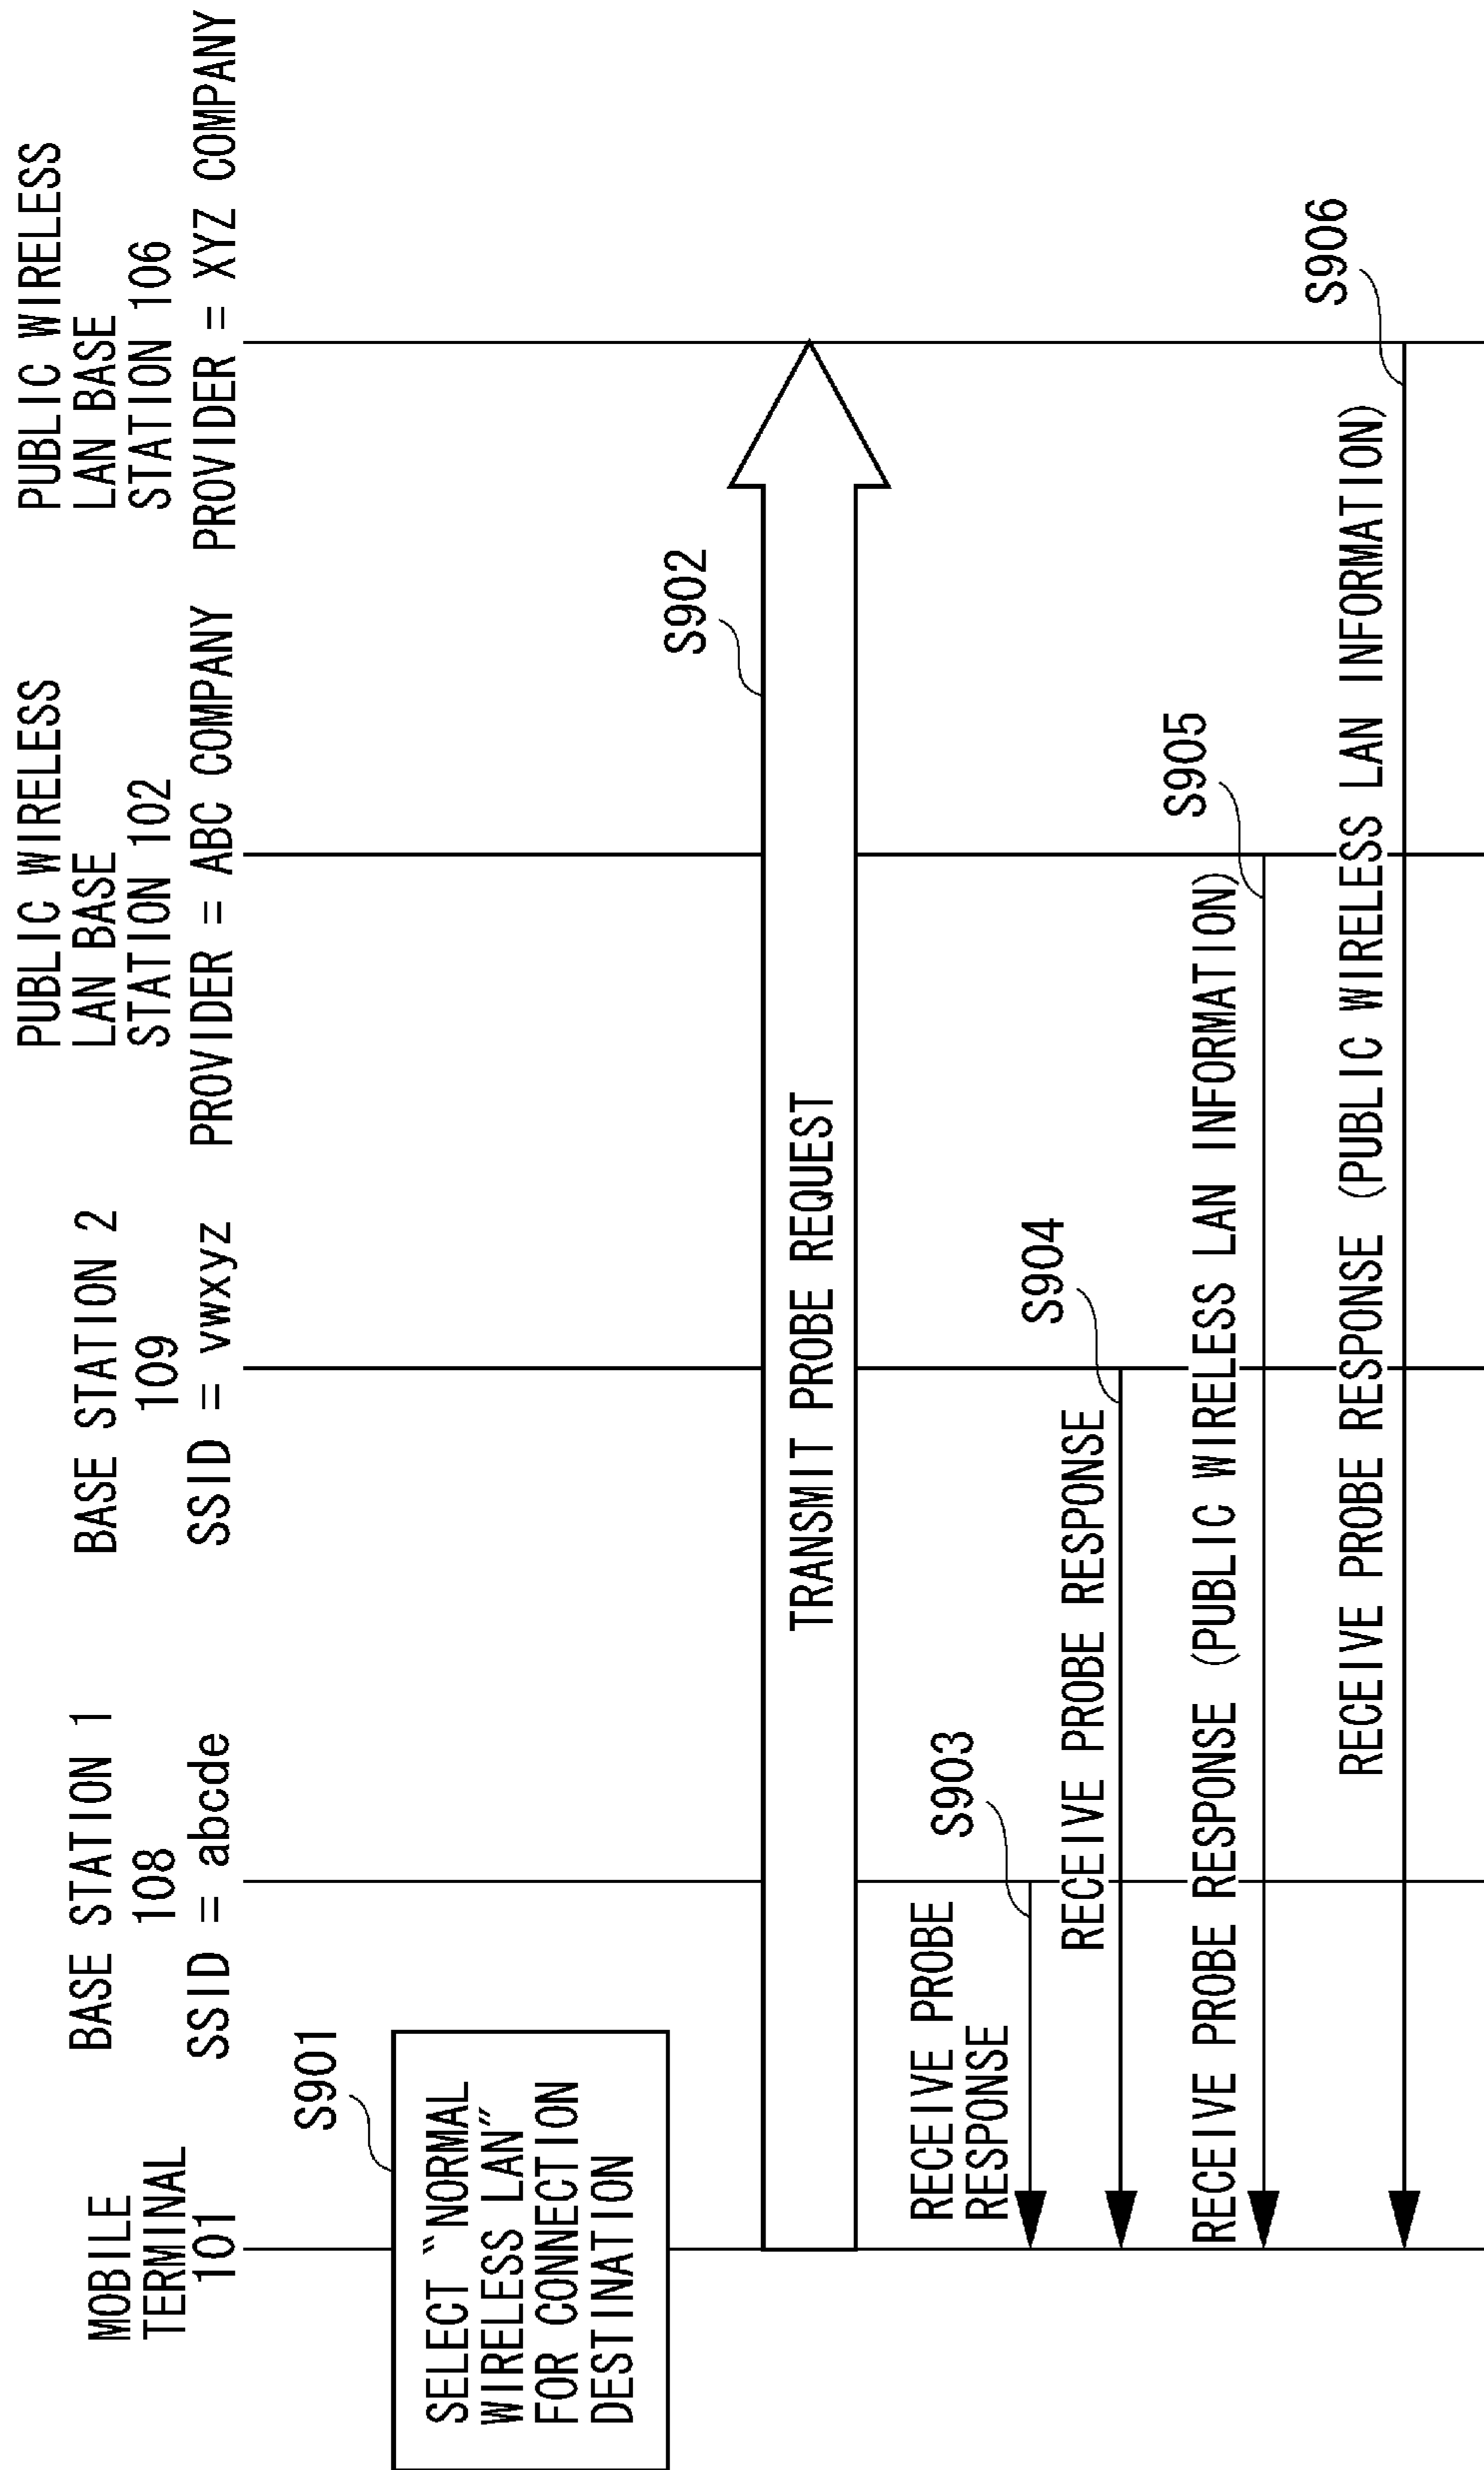 MOBILE
TERMINAL
101
BASE STATION 1
108
SSID = abcde
BASE STATION 2
109
SSID = vwxyz
PUBLIC WIRELESS
LAN BASE
STATION 102
PROVIDER = ABC COMPANY
PUBLIC WIRELESS
LAN BASE
STATION 106
PROVIDER = XYZ COMPANY
S901
SELECT “NORMAL
WIRELESS LAN”
FOR CONNECTION
DESTINATION
S902
TRANSMIT PROBE REQUEST
S903
RECEIVE PROBE
RESPONSE
S904
RECEIVE PROBE RESPONSE
S905
RECEIVE PROBE RESPONSE (PUBLIC WIRELESS LAN INFORMATION)
S906
RECEIVE PROBE RESPONSE (PUBLIC WIRELESS LAN INFORMATION)